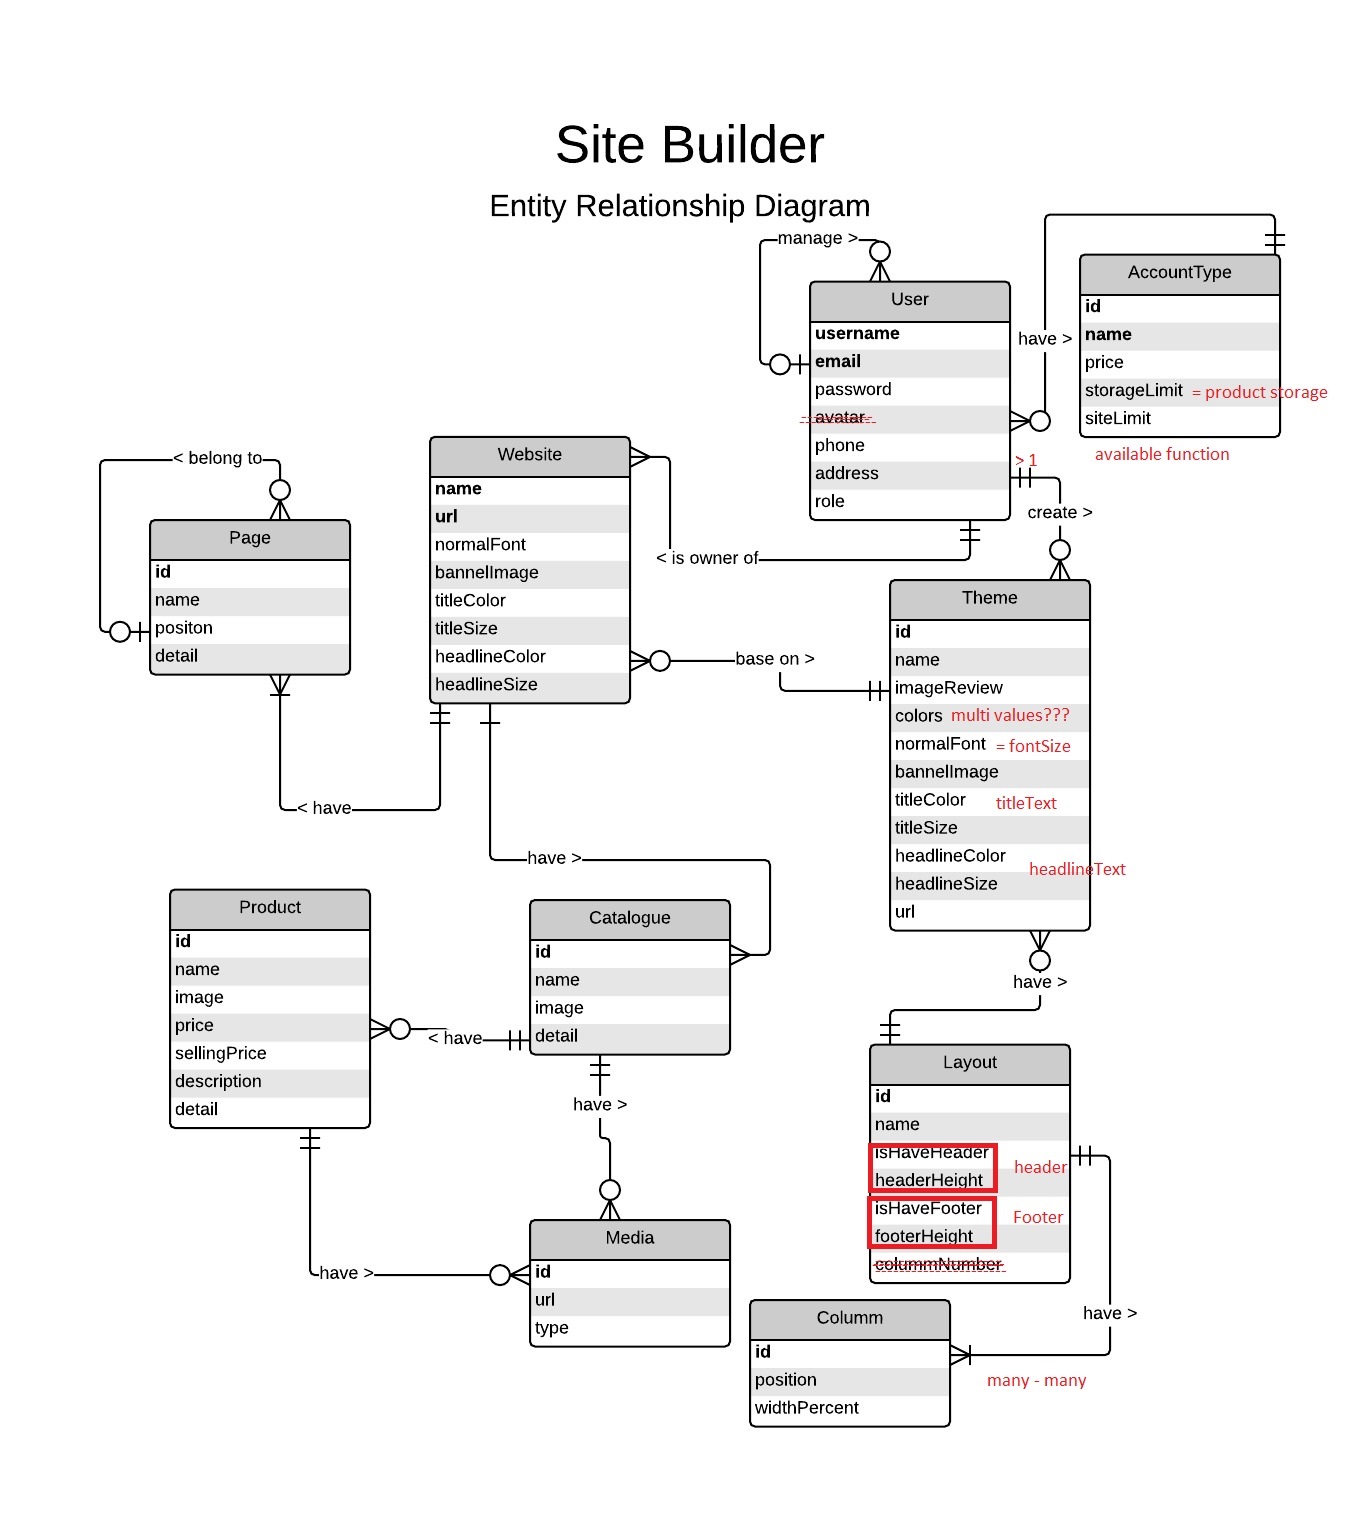 Site Builder
Entity Relationship Diagram
manage >
User
username
email
password
avatar
phone
address
role
have >
AccountType
id
name
price
storageLimit = product storage
siteLimit
available function
> 1
create >
< is owner of
< belong to
Page
id
name
positon
detail
Website
name
url
normalFont
bannelImage
titleColor
titleSize
headlineColor
headlineSize
base on >
Theme
id
name
imageReview
colors multi values???
normalFont = fontSize
bannelImage
titleColor titleText
titleSize
headlineColor
headlineText
headlineSize
url
< have
have >
Product
id
name
image
price
sellingPrice
description
detail
< have
Catalogue
id
name
image
detail
have >
have >
Layout
id
name
isHaveHeader
header
headerHeight
isHaveFooter
Footer
footerHeight
colummNumber
have >
Media
id
url
type
have >
Columm
id
position
widthPercent
many - many